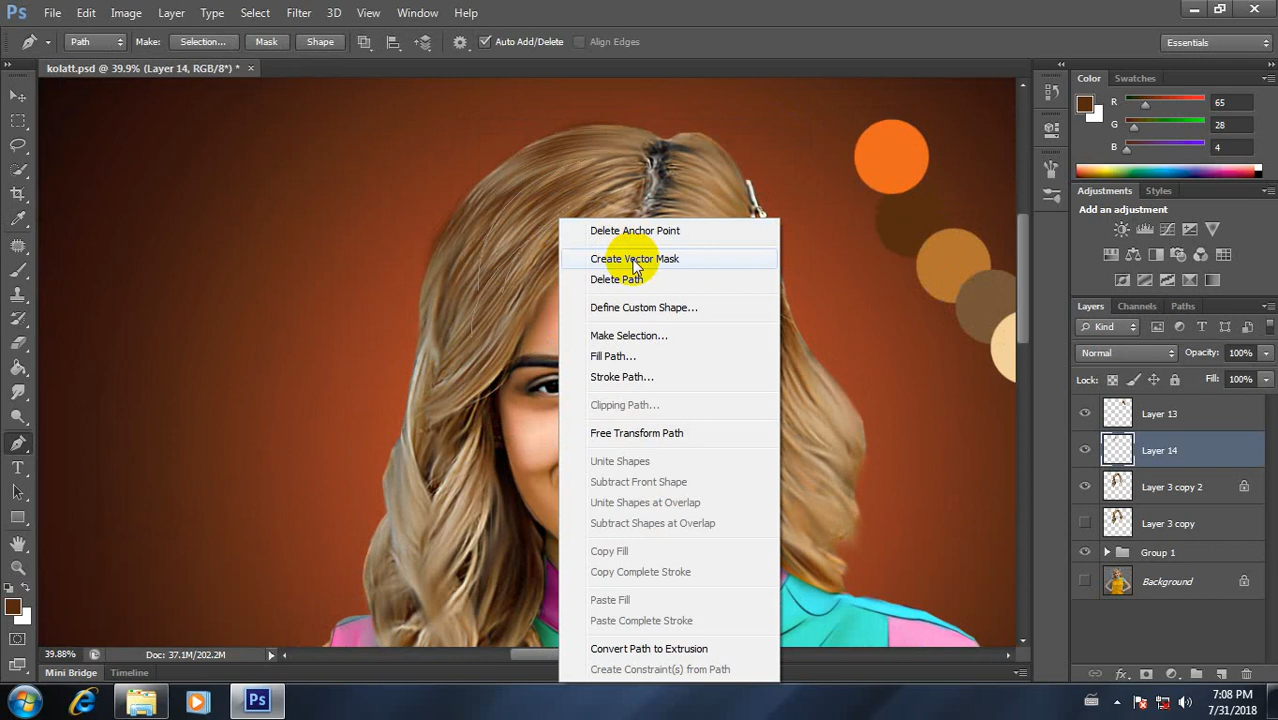 Ps File Edit Image Layer Type Select Filter 3D View Window Help
Path Make: Selection... Mask Shape Auto Add/Delete Align Edges Essentials
kolatt.psd @ 39.9% (Layer 14, RGB/8*) *
Color Swatches
R 65
G 28
B 4
Adjustments Styles
Add an adjustment
Layers Channels Paths
Kind
Normal Opacity: 100%
Lock: Fill: 100%
Layer 13
Layer 14
Layer 3 copy 2
Layer 3 copy
Group 1
Background
Delete Anchor Point
Create Vector Mask
Delete Path
Define Custom Shape...
Make Selection...
Fill Path...
Stroke Path...
Clipping Path...
Free Transform Path
Unite Shapes
Subtract Front Shape
Unite Shapes at Overlap
Subtract Shapes at Overlap
Copy Fill
Copy Complete Stroke
Paste Fill
Paste Complete Stroke
Convert Path to Extrusion
Create Constraint(s) from Path
39.88% Doc: 37.1M/202.2M
Mini Bridge Timeline
Ps
7:08 PM
7/31/2018